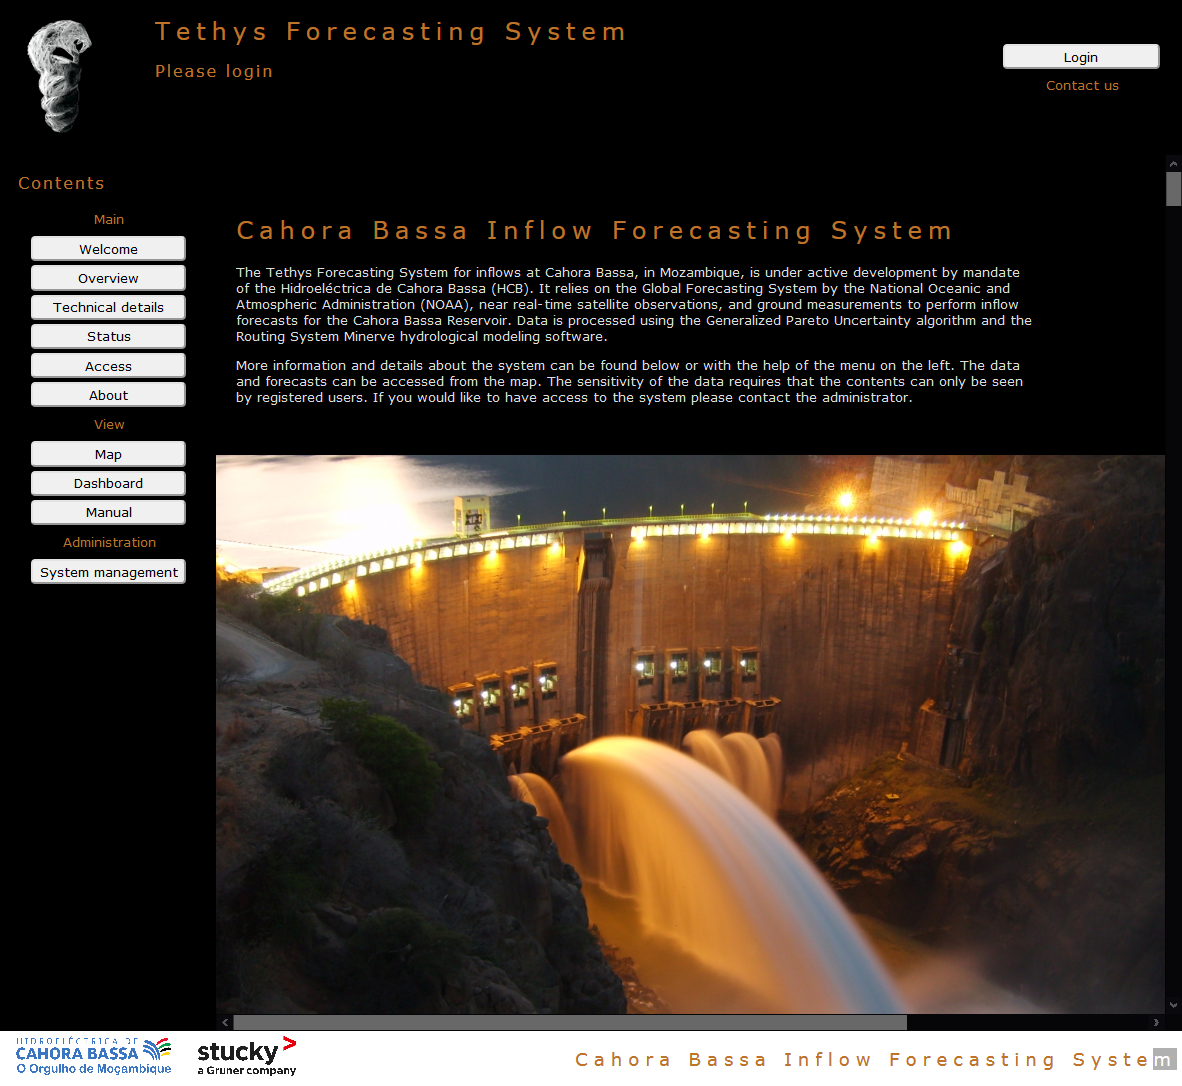 Tethys Forecasting System
Please login
Login
Contact us
Contents
Main
Welcome
Overview
Technical details
Status
Access
About
View
Map
Dashboard
Manual
Administration
System management
Cahora Bassa Inflow Forecasting System
The Tethys Forecasting System for inflows at Cahora Bassa, in Mozambique, is under active development by mandate
of the Hidroeléctrica de Cahora Bassa (HCB). It relies on the Global Forecasting System by the National Oceanic and
Atmospheric Administration (NOAA), near real-time satellite observations, and ground measurements to perform inflow
forecasts for the Cahora Bassa Reservoir. Data is processed using the Generalized Pareto Uncertainty algorithm and the
Routing System Minerve hydrological modeling software.
More information and details about the system can be found below or with the help of the menu on the left. The data
and forecasts can be accessed from the map. The sensitivity of the data requires that the contents can only be seen
by registered users. If you would like to have access to the system please contact the administrator.
HIDROELÉCTRICA DE
CAHORA BASSA
O Orgulho de Moçambique
stucky
a Gruner company
Cahora Bassa Inflow Forecasting System